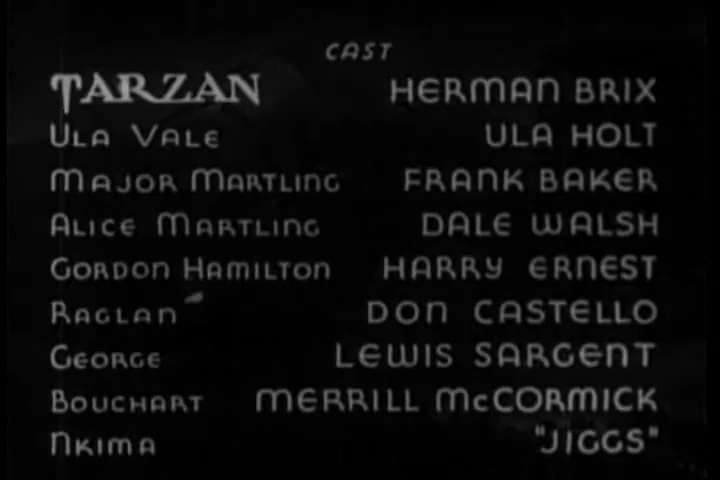 CAST
TARZAN HERMAN BRIX
ULA VALE ULA HOLT
MAJOR MARTLING FRANK BAKER
ALICE MARTLING DALE WALSH
GORDON HAMILTON HARRY ERNEST
RAGLAN DON CASTELLO
GEORGE LEWIS SARGENT
BOUCHART MERRILL McCORMICK
NKIMA "JIGGS"